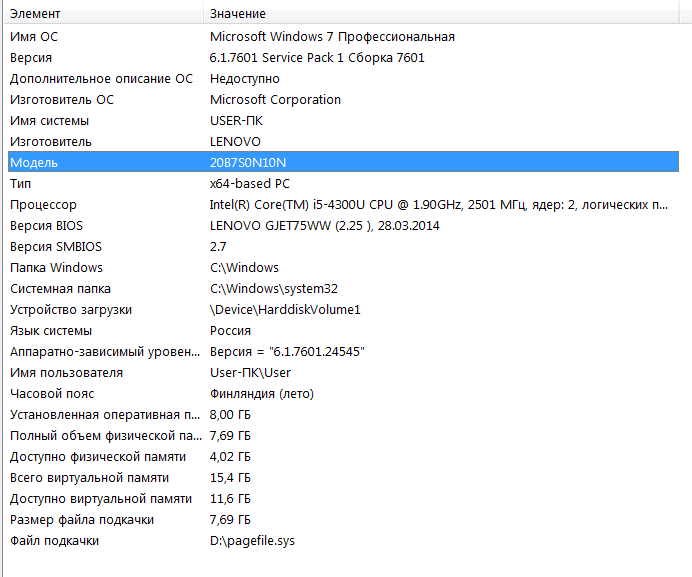 Элемент Значение
Имя ОС Microsoft Windows 7 Профессиональная
Версия 6.1.7601 Service Pack 1 Сборка 7601
Дополнительное описание ОС Недоступно
Изготовитель ОС Microsoft Corporation
Имя системы USER-ПК
Изготовитель LENOVO
Модель 20B7S0N10N
Тип x64-based PC
Процессор Intel(R) Core(TM) i5-4300U CPU @ 1.90GHz, 2501 МГц, ядер: 2, логических п...
Версия BIOS LENOVO GJET75WW (2.25 ), 28.03.2014
Версия SMBIOS 2.7
Папка Windows C:\Windows
Системная папка C:\Windows\system32
Устройство загрузки \Device\HarddiskVolume1
Язык системы Россия
Аппаратно-зависимый уровен... Версия = "6.1.7601.24545"
Имя пользователя User-ПК\User
Часовой пояс Финляндия (лето)
Установленная оперативная п... 8,00 ГБ
Полный объем физической па... 7,69 ГБ
Доступно физической памяти 4,02 ГБ
Всего виртуальной памяти 15,4 ГБ
Доступно виртуальной памяти 11,6 ГБ
Размер файла подкачки 7,69 ГБ
Файл подкачки D:\pagefile.sys